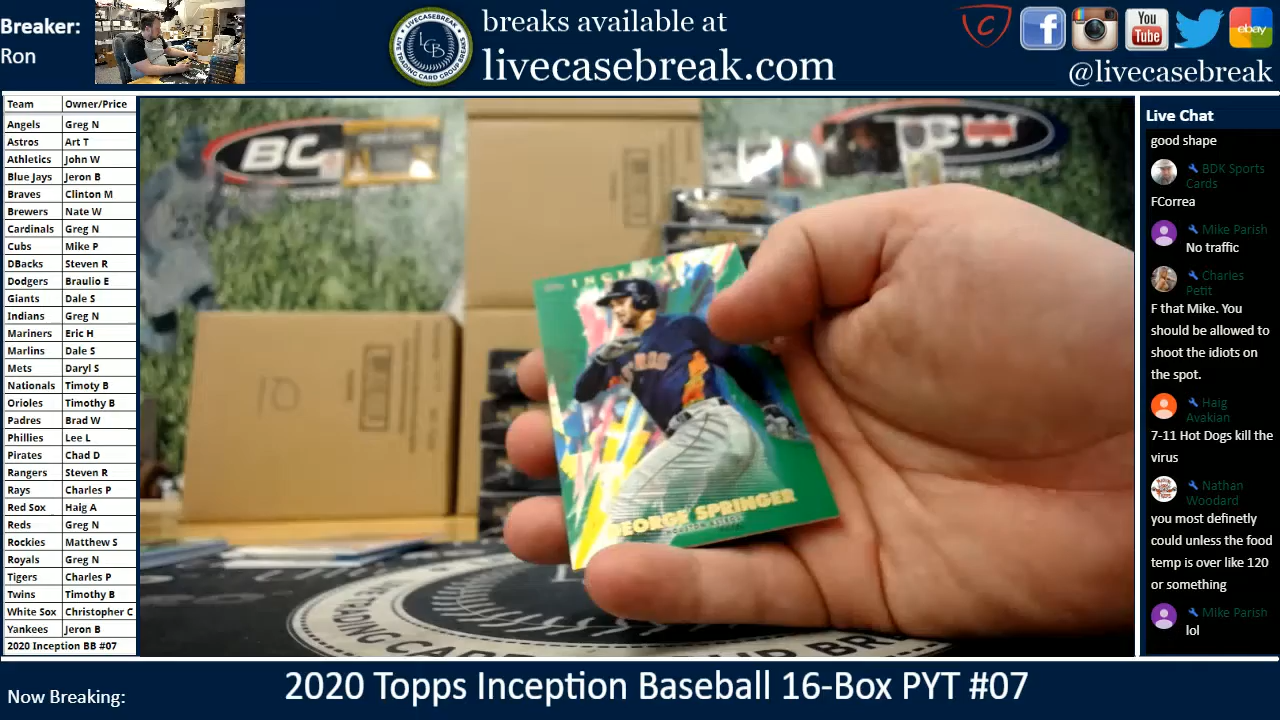 Breaker:
Ron
breaks available at
livecasebreak.com
LCB
You
Tube
ebay
@livecasebreak
Team Owner/Price
Angels Greg N
Astros Art T
Athletics John W
Blue Jays Jeron B
Braves Clinton M
Brewers Nate W
Cardinals Greg N
Cubs Mike P
DBacks Steven R
Dodgers Braulio E
Giants Dale S
Indians Greg N
Mariners Eric H
Marlins Dale S
Mets Daryl S
Nationals Timoty B
Orioles Timothy B
Padres Brad W
Phillies Lee L
Pirates Chad D
Rangers Steven R
Rays Charles P
Red Sox Haig A
Reds Greg N
Rockies Matthew S
Royals Greg N
Tigers Charles P
Twins Timothy B
White Sox Christopher C
Yankees Jeron B
2020 Inception BB #07
GEORGE SPRINGER
Live Chat
good shape
BDK Sports
Cards
FCorrea
Mike Parish
No traffic
Charles
Petit
F that Mike. You
should be allowed to
shoot the idiots on
the spot.
Haig
Avakian
7-11 Hot Dogs kill the
virus
Nathan
Woodard
you most definetly
could unless the food
temp is over like 120
or something
Mike Parish
lol
Now Breaking:
2020 Topps Inception Baseball 16-Box PYT #07